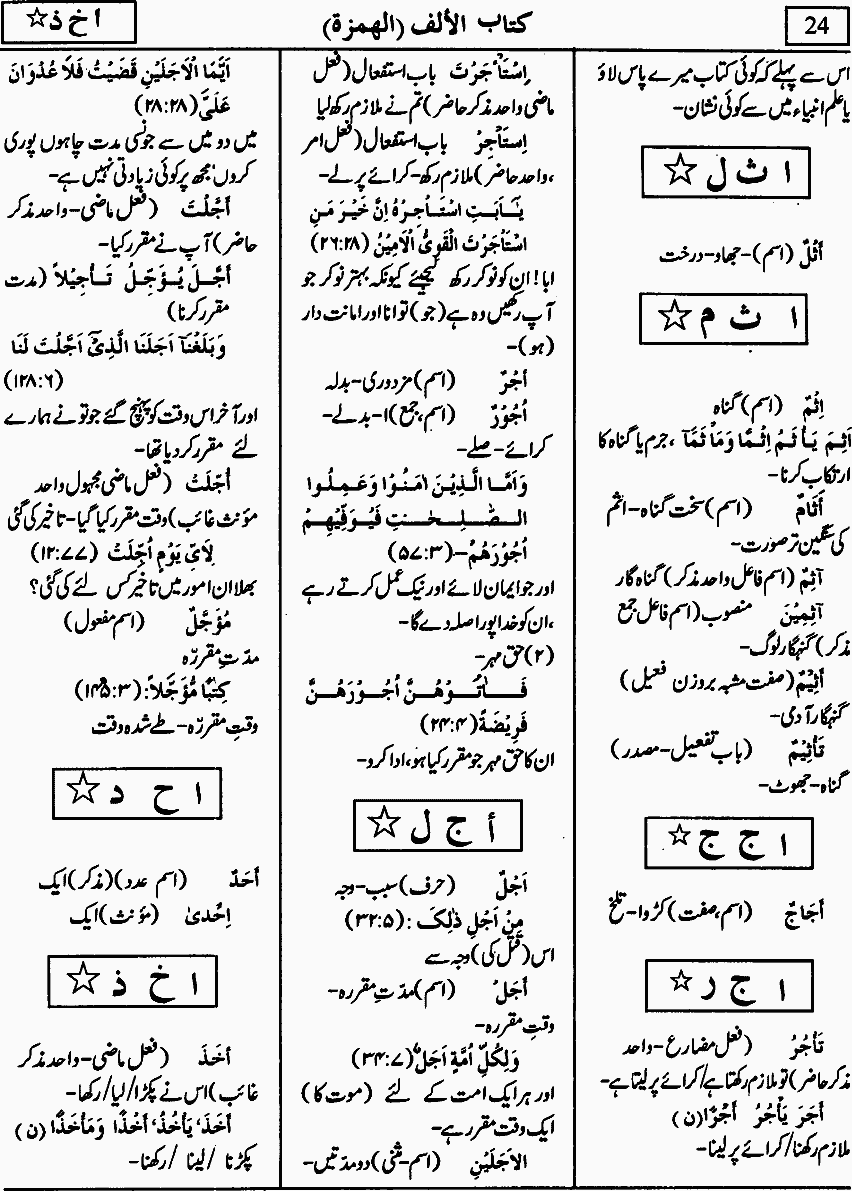 24
كتاب الألف (الهمزة)
اخذ☆
اس سے پہلے کہ کوئی کتاب میرے پاس لاؤ
یا علم انبیاء میں سے کوئی نشان-
ا ث ل ☆
أَثْلٌ (اسم)-جھاو-درخت
ا ث م ☆
اِثْمٌ (اسم) گناہ
اَثِمَ يَأْثَمُ اِثْمًا وَمَأْثَمًا ،جرم یا گناہ کا
ارتکاب کرنا-
أَثَامٌ (اسم) سخت گناہ-اثم
کی سنگین تر صورت-
آثِمٌ (اسم فاعل واحد مذکر) گناہ گار
آثِمِيْنَ منصوب (اسم فاعل جمع
مذکر) گنہگار لوگ-
أَثِيْمٌ (صفت مشبہ بروزن فعیل)
گنہگار آدمی-
تَأْثِيْمٌ (باب تفعیل-مصدر)
گناہ-جھوٹ-
ا ج ج ☆
أُجَاجٌ (اسم،صفت) کڑوا-تلخ
ا ج ر ☆
تَأْجُرُ (فعل مضارع-واحد
مذکر حاضر) تو ملازم رکھتا ہے/کرائے پر لیتا ہے-
أَجَرَ يَأْجُرُ أَجْرًا (ن)
ملازم رکھنا/کرائے پر لینا-
اِسْتَأْجَرْتَ باب استفعال (فعل
ماضی واحد مذکر حاضر) تم نے ملازم رکھ لیا
اِسْتَأْجِرْ باب استفعال (فعل امر
،واحد حاضر) ملازم رکھ-کرائے پر لے-
يٰٓاَبَتِ اسْتَأْجِرْهُ اِنَّ خَيْرَ مَنِ
اسْتَأْجَرْتَ الْقَوِيُّ الْاَمِيْنُ (۲۶:۲۸)
ابا! ان کو نوکر رکھ لیجئے کیونکہ بہتر نوکر جو
آپ رکھیں وہ ہے (جو) توانا اور امانت دار
(ہو)-
أَجْرٌ (اسم) مزدوری-بدلہ
أُجُوْرٌ (اسم،جمع)ا-بدلے-
کرائے-صلے-
وَاَمَّا الَّذِيْنَ اٰمَنُوْا وَعَمِلُوا
الصّٰلِحٰتِ فَيُوَفِّيْهِمْ
اُجُوْرَهُمْ-(۵۷:۳)
اور جو ایمان لائے اور نیک عمل کرتے رہے
،ان کو خدا پورا صلہ دے گا-
(۲) حق مہر-
فَاٰتُوْهُنَّ اُجُوْرَهُنَّ
فَرِيْضَةً (۲۴:۴)
ان کا حق مہر جو مقرر کیا ہو،ادا کرو-
أ ج ل ☆
اَجْلٌ (حرف) سبب-وجہ
مِنْ اَجْلِ ذٰلِكَ :(۳۲:۵)
اس (قتل کی) وجہ سے
أَجَلٌ (اسم) مدّتِ مقررہ-
وقتِ مقررہ-
وَلِكُلِّ اُمَّةٍ اَجَلٌ (۳۴:۷)
اور ہر ایک امت کے لئے (موت کا)
ایک وقت مقرر ہے-
الاَجَلَيْنِ (اسم-مثنی) دو مدتیں-
اَيَّمَا الْاَجَلَيْنِ قَضَيْتُ فَلَا عُدْوَانَ
عَلَيَّ (۲۸:۲۸)
میں دو میں سے جونسی مدت چاہوں پوری
کروں'مجھ پر کوئی زیادتی نہیں ہے-
أَجَّلْتَ (فعل ماضی-واحد مذکر
حاضر) آپ نے مقرر کیا-
أَجَّلَ يُؤَجِّلُ تَأْجِيْلاً (مدت
مقرر کرنا)
وَبَلَغْنَآ اَجَلَنَا الَّذِيْٓ اَجَّلْتَ لَنَا
(۱۲۸:۶)
اور آخر اس وقت کو پہنچ گئے جو تو نے ہمارے
لئے مقرر کر دیا تھا-
أُجِّلَتْ (فعل ماضی مجہول واحد
مؤنث غائب) وقت مقرر کیا گیا-تاخیر کی گئی
لِاَيِّ يَوْمٍ اُجِّلَتْ (۱۲:۷۷)
بھلا ان امور میں تاخیر کس لئے کی گئی؟
مُؤَجَّلٌ (اسم مفعول)
مدّتِ مقررّہ
كِتٰبًا مُؤَجَّلاً: (۱۴۵:۳)
وقتِ مقررّہ-طے شدہ وقت
ا ح د ☆
أَحَدٌ (اسم عدد)(مذکر) ایک
اِحْدىٰ (مؤنث) ایک
ا خ ذ ☆
أَخَذَ (فعل ماضی-واحد مذکر
غائب) اس نے پکڑا/لیا/رکھا-
أَخَذَ' يَأْخُذُ' أَخْذًا وَمَأْخَذًا (ن)
پکڑنا /لینا /رکھنا-